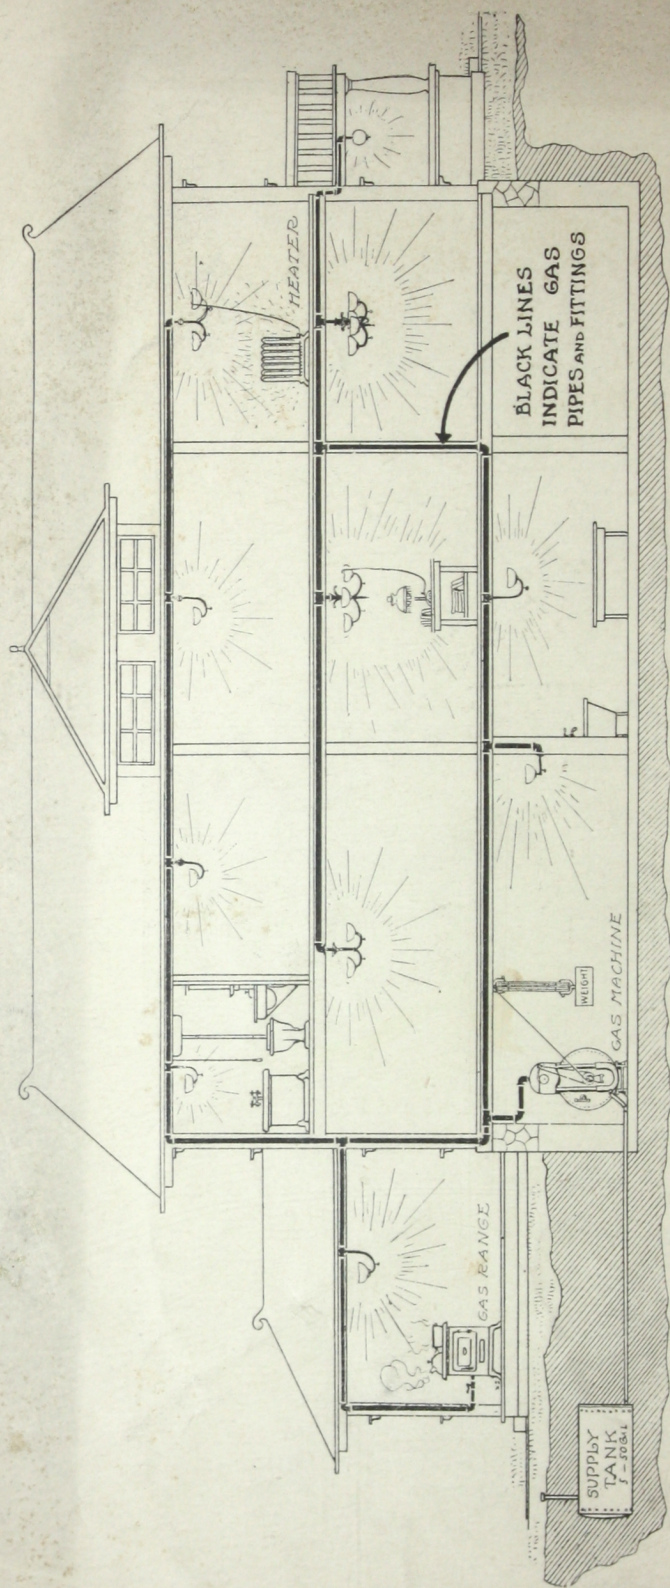 HEATER
BLACK LINES
INDICATE GAS
PIPES AND FITTINGS
WEIGHT
GAS MACHINE
GAS RANGE
SUPPLY
TANK